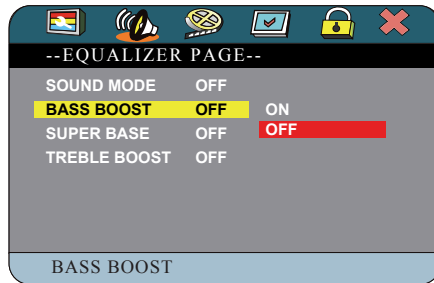 --EQUALIZER PAGE--
SOUND MODE OFF
BASS BOOST OFF ON
SUPER BASE OFF OFF
TREBLE BOOST OFF
BASS BOOST